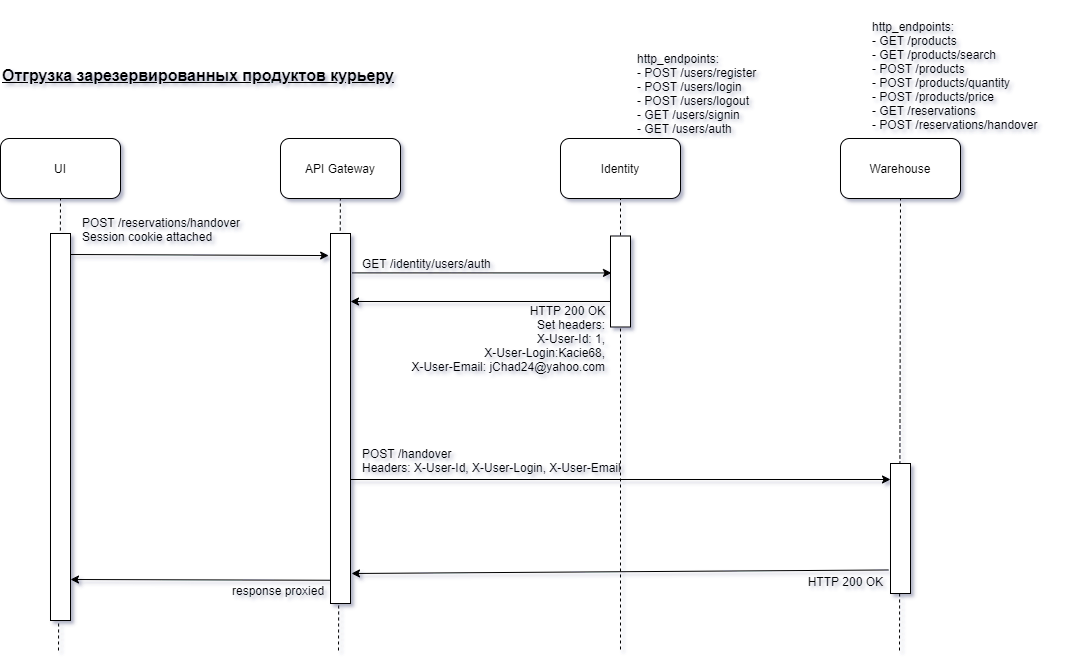 http_endpoints:
- GET /products
- GET /products/search
- POST /products
- POST /products/quantity
- POST /products/price
- GET /reservations
- POST /reservations/handover
http_endpoints:
- POST /users/register
- POST /users/login
- POST /users/logout
- GET /users/signin
- GET /users/auth
Отгрузка зарезервированных продуктов курьеру
UI
API Gateway
Identity
Warehouse
POST /reservations/handover
Session cookie attached
GET /identity/users/auth
HTTP 200 OK
Set headers:
X-User-Id: 1,
X-User-Login:Kacie68,
X-User-Email: jChad24@yahoo.com
POST /handover
Headers: X-User-Id, X-User-Login, X-User-Email
HTTP 200 OK
response proxied